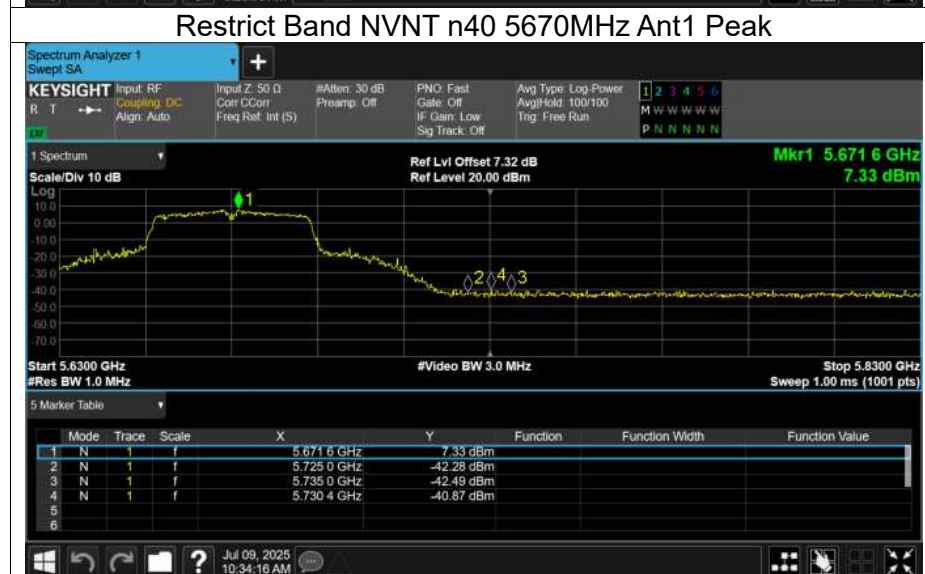 Restrict Band NVNT n40 5670MHz Ant1 Peak
Spectrum Analyzer 1
Swept SA
+
KEYSIGHT Input: RF Input Z: 50 Ω #Atten: 30 dB PNO: Fast Avg Type: Log-Power 1 2 3 4 5 6
R T Coupling: DC Corr CCorr Preamp: Off Gate: Off Avg|Hold: 100/100 M W W W W W
Align: Auto Freq Ref: Int (S) IF Gain: Low Trig: Free Run
Sig Track: Off P N N N N N
1 Spectrum Ref Lvl Offset 7.32 dB Mkr1 5.671 6 GHz
Scale/Div 10 dB Ref Level 20.00 dBm 7.33 dBm
Log
10.0
0.00
-10.0
-20.0
-30.0
-40.0
-50.0
-60.0
-70.0
1
2 4 3
Start 5.6300 GHz #Video BW 3.0 MHz Stop 5.8300 GHz
#Res BW 1.0 MHz Sweep 1.00 ms (1001 pts)
5 Marker Table
Mode Trace Scale X Y Function Function Width Function Value
1 N 1 f 5.671 6 GHz 7.33 dBm
2 N 1 f 5.725 0 GHz -42.28 dBm
3 N 1 f 5.735 0 GHz -42.49 dBm
4 N 1 f 5.730 4 GHz -40.87 dBm
5
6
? Jul 09, 2025
10:34:16 AM